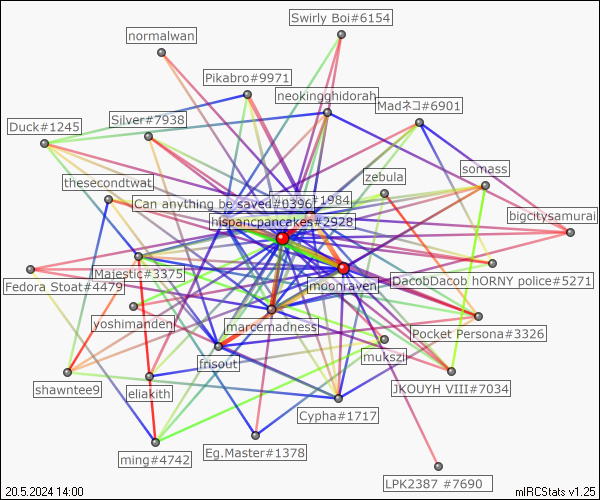 Swirly Boi#6154
normalwan
Pikabro#9971
neokingghidorah
Madネコ#6901
Silver#7938
Duck#1245
zebula
somass
thesecondtwat
#1984
Can anything be saved#0396
bigcitysamurai
hispancpancakes#2928
Majestic#3375
DacobDacob hORNY police#5271
Fedora Stoat#4479
moonraven
yoshimanden
marcemadness
Pocket Persona#3326
mukszi
frisout
shawntee9
eliakith
JKOUYH VIII#7034
Cypha#1717
Eg.Master#1378
ming#4742
LPK2387 #7690
20.5.2024 14:00
mIRCStats v1.25